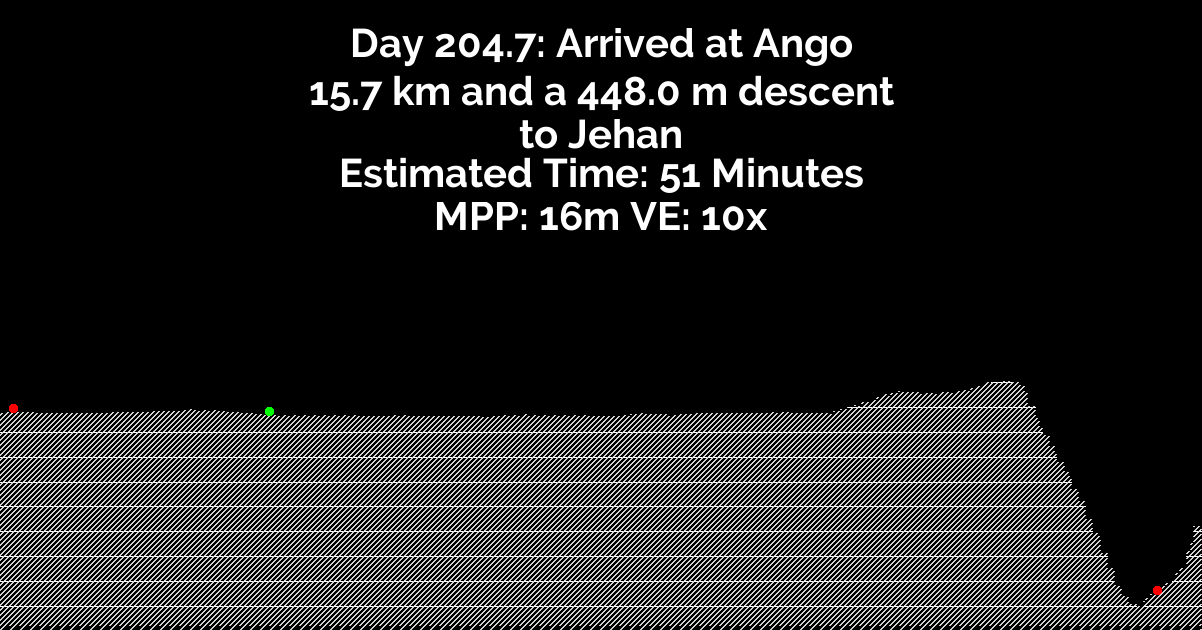 Day 204.7: Arrived at Ango
15.7 km and a 448.0 m descent
to Jehan
Estimated Time: 51 Minutes
MPP: 16m VE: 10x